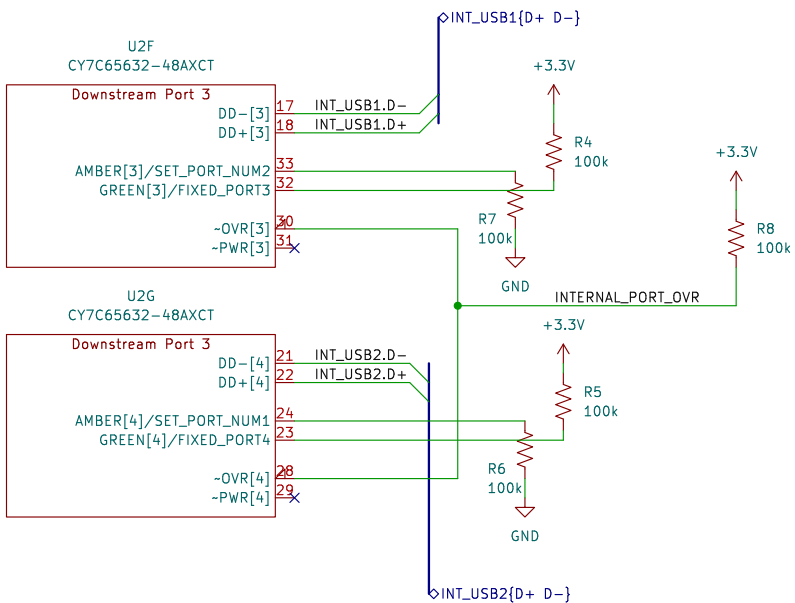 INT_USB1{D+ D-}
U2F
CY7C65632-48AXCT
Downstream Port 3
DD-[3]
17
INT_USB1.D-
DD+[3]
18
INT_USB1.D+
AMBER[3]/SET_PORT_NUM2
33
GREEN[3]/FIXED_PORT3
32
~OVR[3]
30
~PWR[3]
31
+3.3V
R4
100k
R7
100k
GND
+3.3V
R8
100k
INTERNAL_PORT_OVR
U2G
CY7C65632-48AXCT
Downstream Port 3
DD-[4]
21
INT_USB2.D-
DD+[4]
22
INT_USB2.D+
AMBER[4]/SET_PORT_NUM1
24
GREEN[4]/FIXED_PORT4
23
~OVR[4]
28
~PWR[4]
29
+3.3V
R5
100k
R6
100k
GND
INT_USB2{D+ D-}